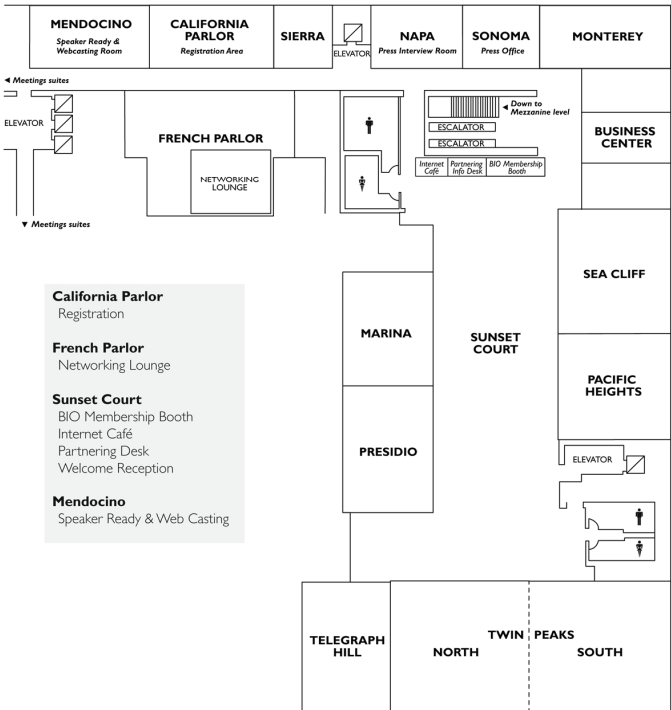 MENDOCINO
Speaker Ready &
Webcasting Room
CALIFORNIA
PARLOR
Registration Area
SIERRA
ELEVATOR
NAPA
Press Interview Room
SONOMA
Press Office
MONTEREY
◄ Meetings suites
ELEVATOR
FRENCH PARLOR
NETWORKING
LOUNGE
◄ Down to
Mezzanine level
ESCALATOR
ESCALATOR
Internet
Café
Partnering
Info Desk
BIO Membership
Booth
BUSINESS
CENTER
▼ Meetings suites
SEA CLIFF
California Parlor
Registration
French Parlor
Networking Lounge
Sunset Court
BIO Membership Booth
Internet Café
Partnering Desk
Welcome Reception
Mendocino
Speaker Ready & Web Casting
MARINA
SUNSET
COURT
PACIFIC
HEIGHTS
PRESIDIO
ELEVATOR
TELEGRAPH
HILL
TWIN PEAKS
NORTH
SOUTH